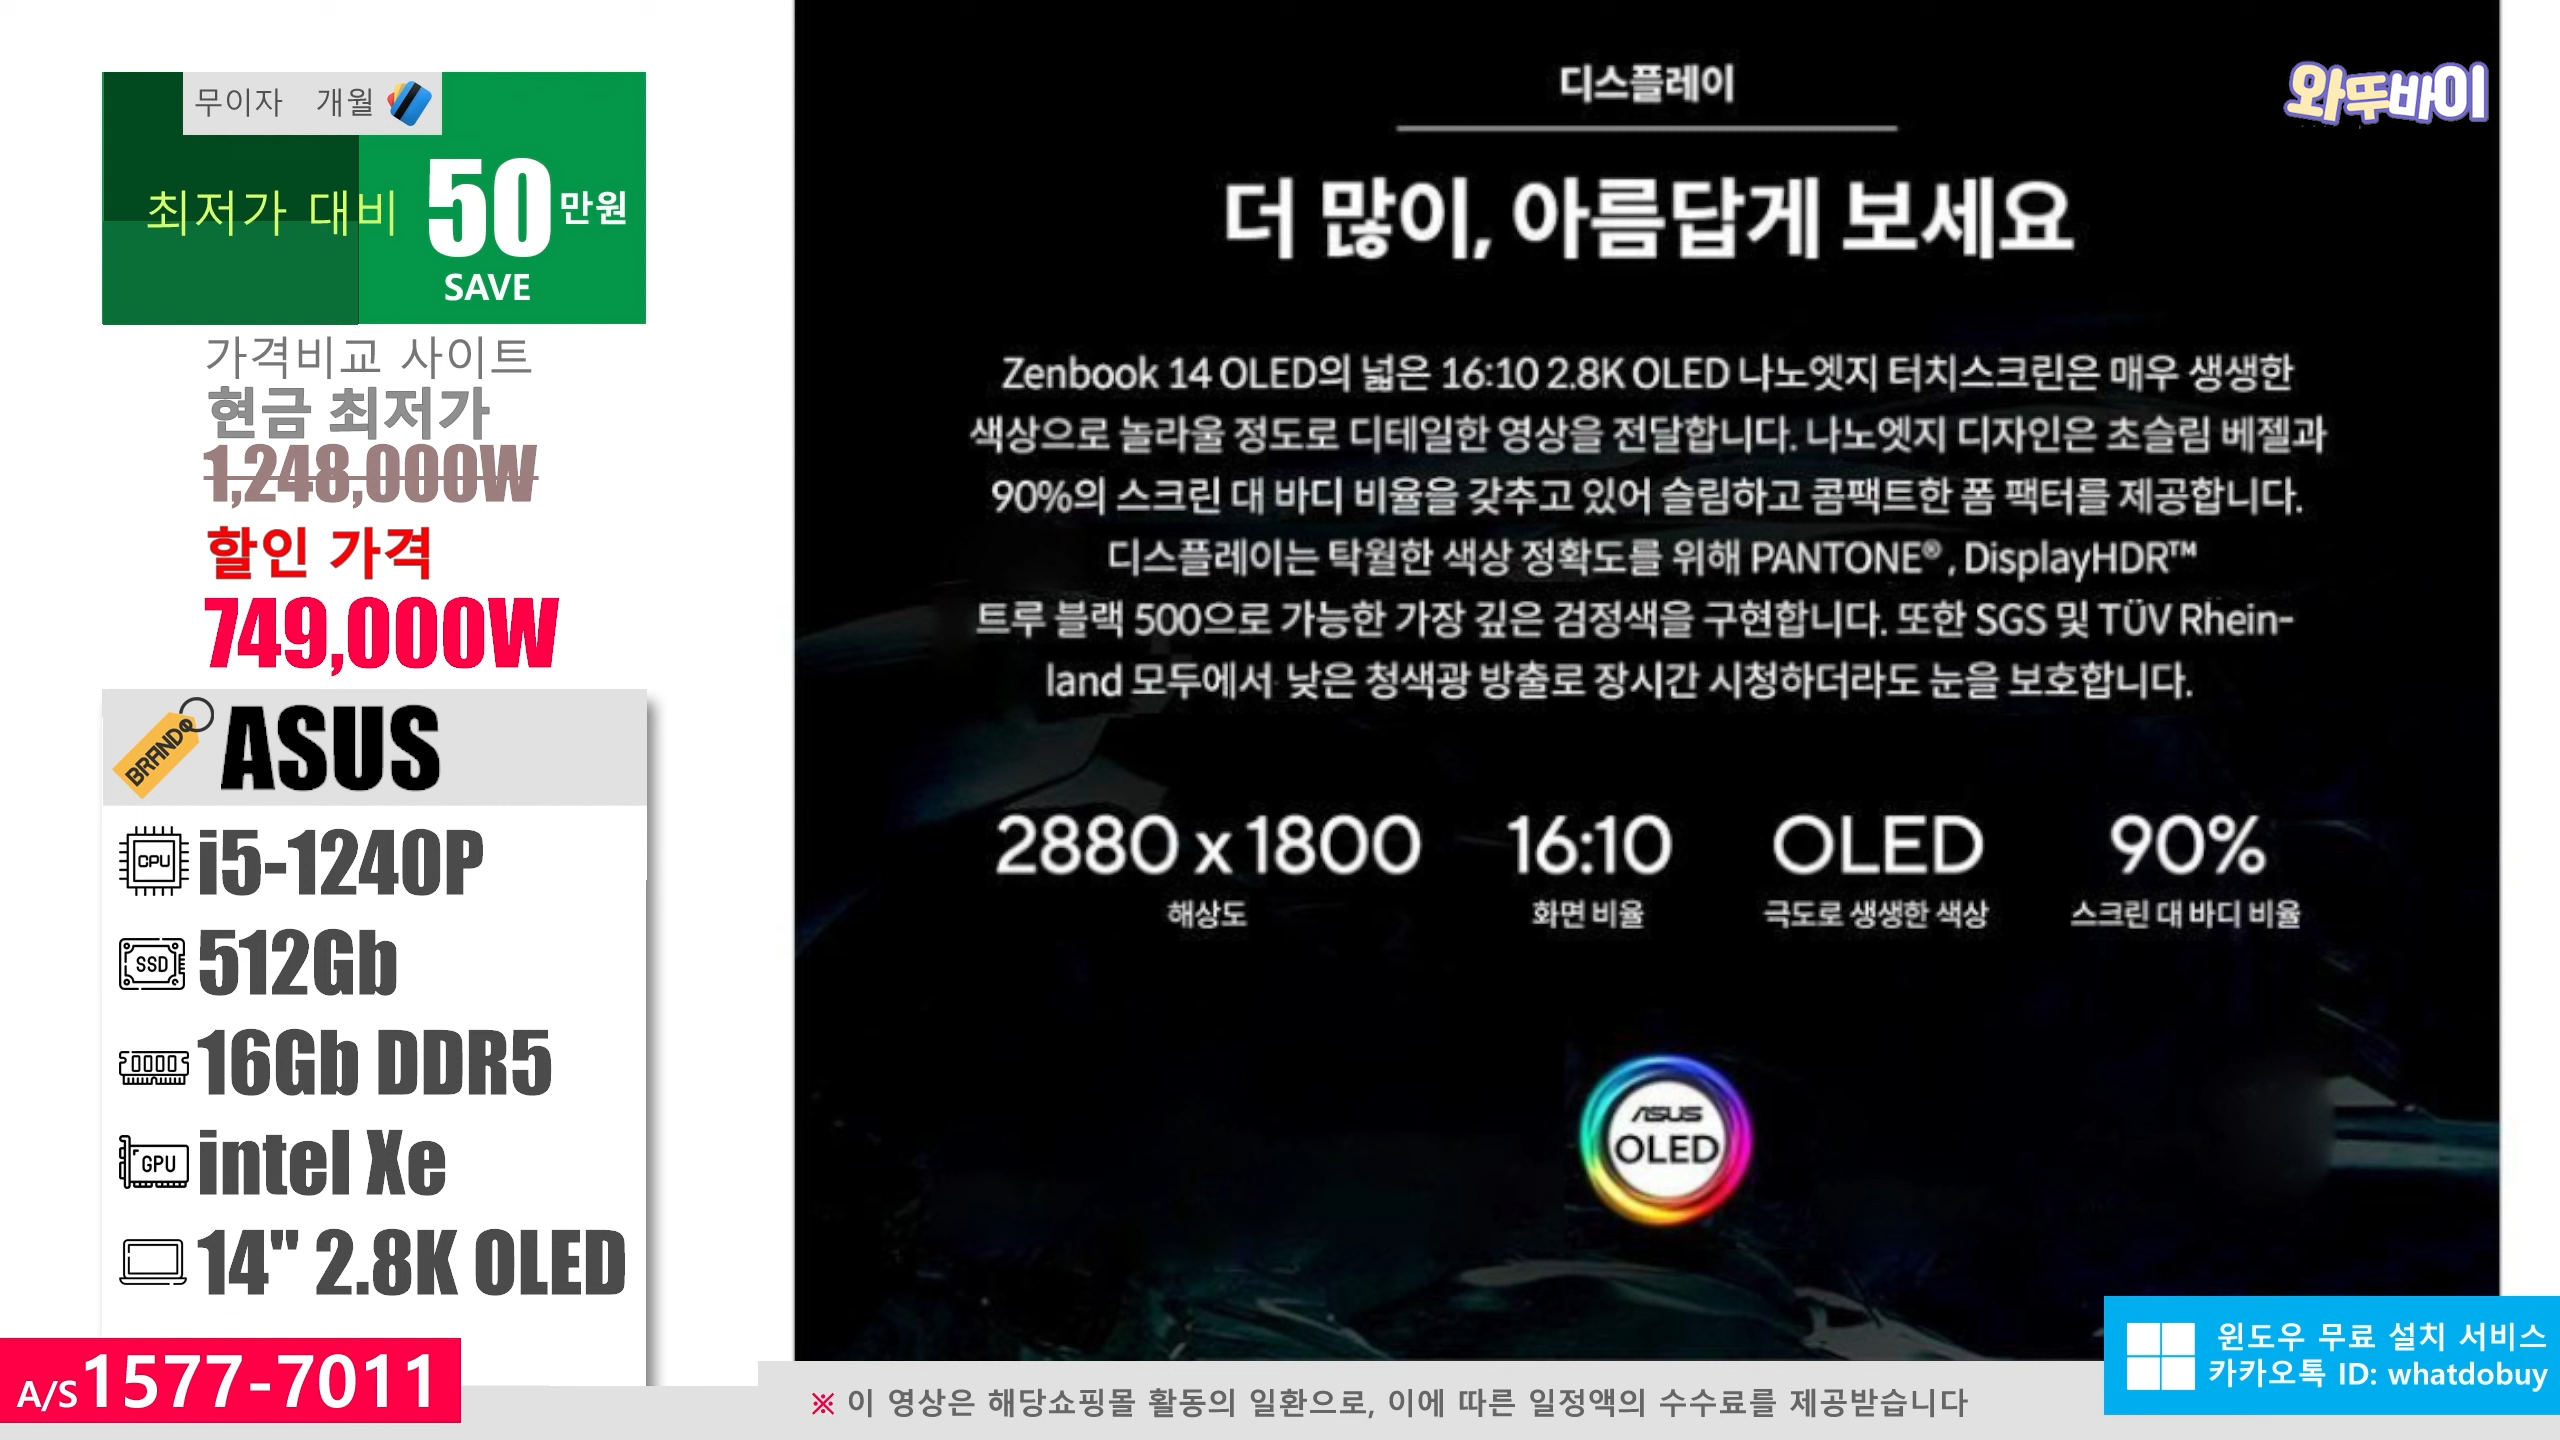 무이자 개월
최저가 대비 50만원
SAVE
가격비교 사이트
현금 최저가
1,248,000W
할인 가격
749,000W
BRAND
ASUS
CPU i5-1240P
SSD 512Gb
16Gb DDR5
GPU intel Xe
14" 2.8K OLED
A/S 1577-7011
와뚜바이
디스플레이
더 많이, 아름답게 보세요
Zenbook 14 OLED의 넓은 16:10 2.8K OLED 나노엣지 터치스크린은 매우 생생한
색상으로 놀라울 정도로 디테일한 영상을 전달합니다. 나노엣지 디자인은 초슬림 베젤과
90%의 스크린 대 바디 비율을 갖추고 있어 슬림하고 콤팩트한 폼 팩터를 제공합니다.
디스플레이는 탁월한 색상 정확도를 위해 PANTONE® , DisplayHDR™
트루 블랙 500으로 가능한 가장 깊은 검정색을 구현합니다. 또한 SGS 및 TÜV Rhein-
land 모두에서 낮은 청색광 방출로 장시간 시청하더라도 눈을 보호합니다.
2880 x 1800 16:10 OLED 90%
해상도 화면 비율 극도로 생생한 색상 스크린 대 바디 비율
ASUS
OLED
※ 이 영상은 해당쇼핑몰 활동의 일환으로, 이에 따른 일정액의 수수료를 제공받습니다
윈도우 무료 설치 서비스
카카오톡 ID: whatdobuy